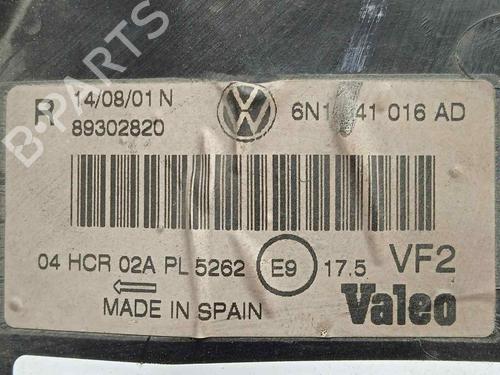 B-PARTS
R 14/08/01 N
89302820
6N1 41 016 AD
04 HCR 02A PL 5262 E9 17.5 VF2
MADE IN SPAIN
Valeo